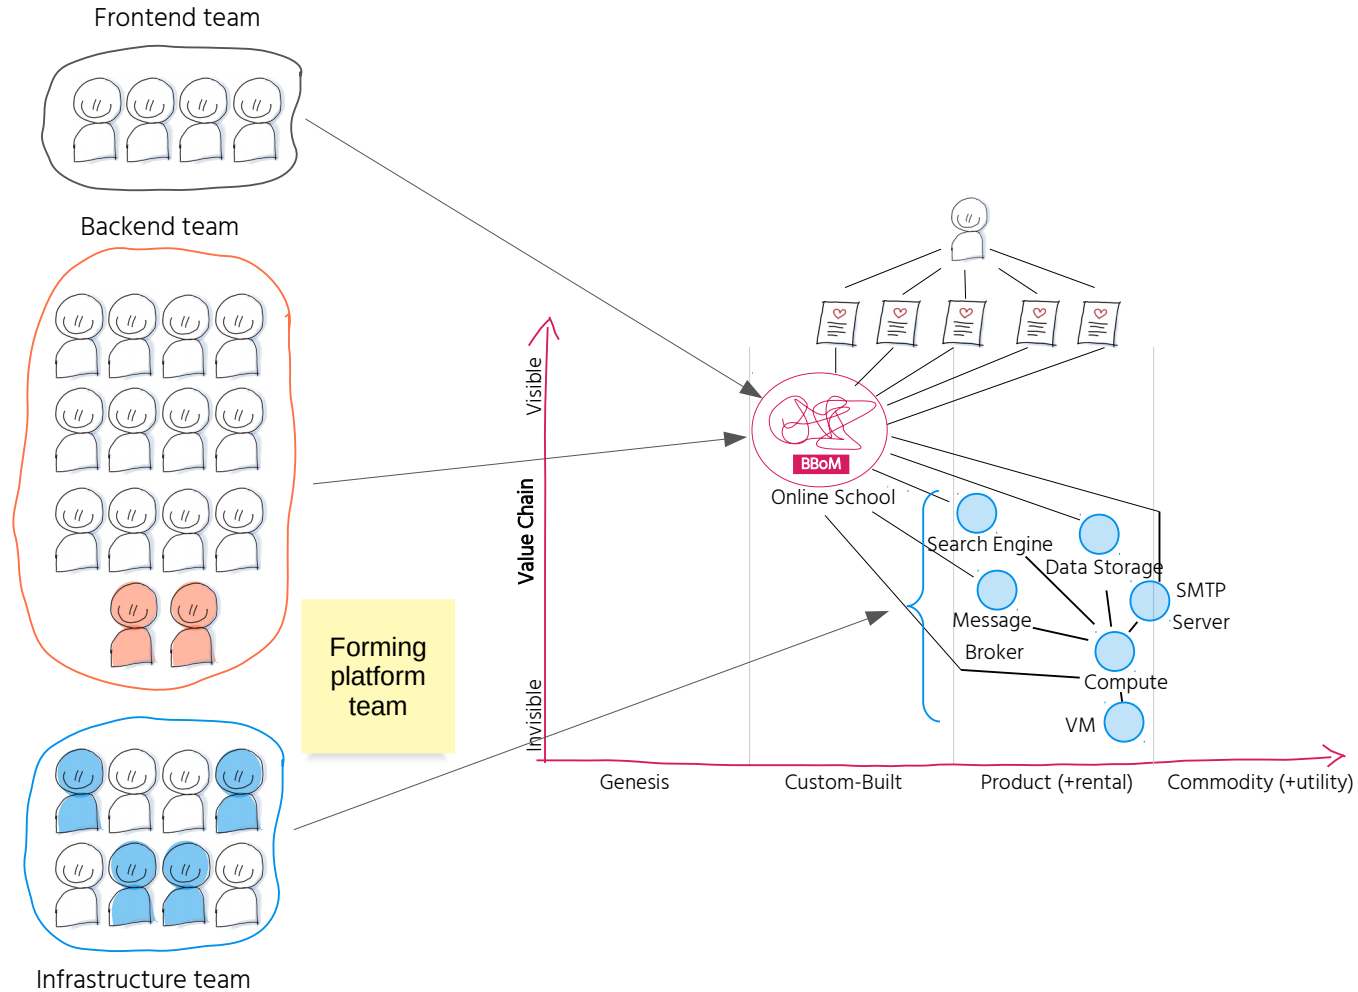 Frontend team
Backend team
Forming
platform
team
Infrastructure team
Visible
Value Chain
Invisible
BBoM
Online School
Search Engine
Data Storage
SMTP
Server
Message
Broker
Compute
VM
Genesis
Custom-Built
Product (+rental)
Commodity (+utility)